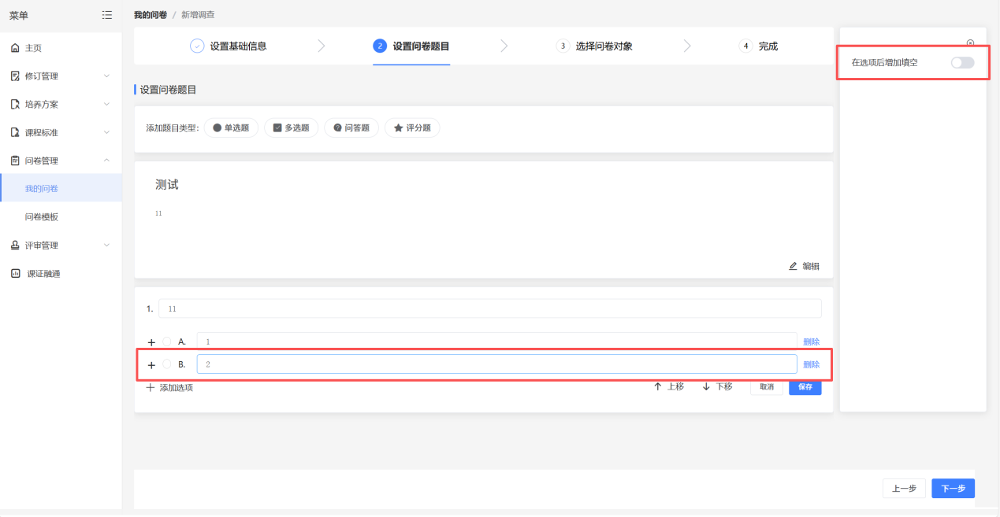 菜单
主页
修订管理
培养方案
课程标准
问卷管理
我的问卷
问卷模板
评审管理
课证融通
我的问卷 / 新增调查
设置基础信息
2 设置问卷题目
3 选择问卷对象
4 完成
设置问卷题目
添加题目类型: 单选题 多选题 问答题 评分题
测试
11
编辑
1. 11
A. 1 删除
B. 2 删除
添加选项 上移 下移 取消 保存
在选项后增加填空
上一步 下一步